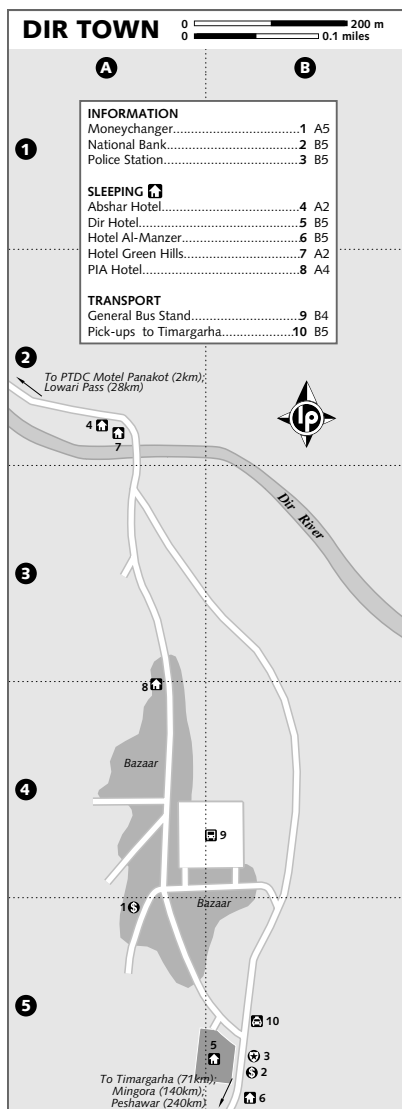 DIR TOWN
0 200 m
0 0.1 miles
A B
1
INFORMATION
Moneychanger..............................1 A5
National Bank..............................2 B5
Police Station...............................3 B5
SLEEPING
Abshar Hotel................................4 A2
Dir Hotel......................................5 B5
Hotel Al-Manzer...........................6 B5
Hotel Green Hills..........................7 A2
PIA Hotel.....................................8 A4
TRANSPORT
General Bus Stand........................9 B4
Pick-ups to Timargarha................10 B5
2
To PTDC Motel Panakot (2km);
Lowari Pass (28km)
lp
4
7
Dir River
3
8
Bazaar
4
9
1 $
Bazaar
5
10
5
3
2 $
To Timargarha (71km);
Mingora (140km);
Peshawar (240km)
6